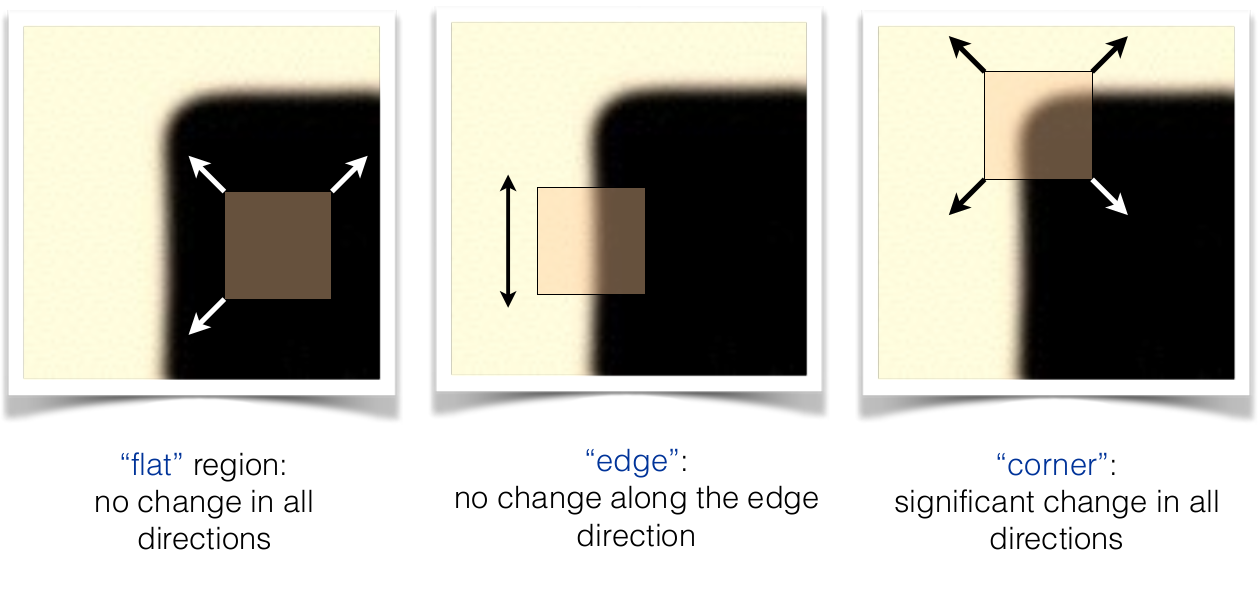 “flat” region:
no change in all
directions
“edge”:
no change along the edge
direction
“corner”:
significant change in all
directions